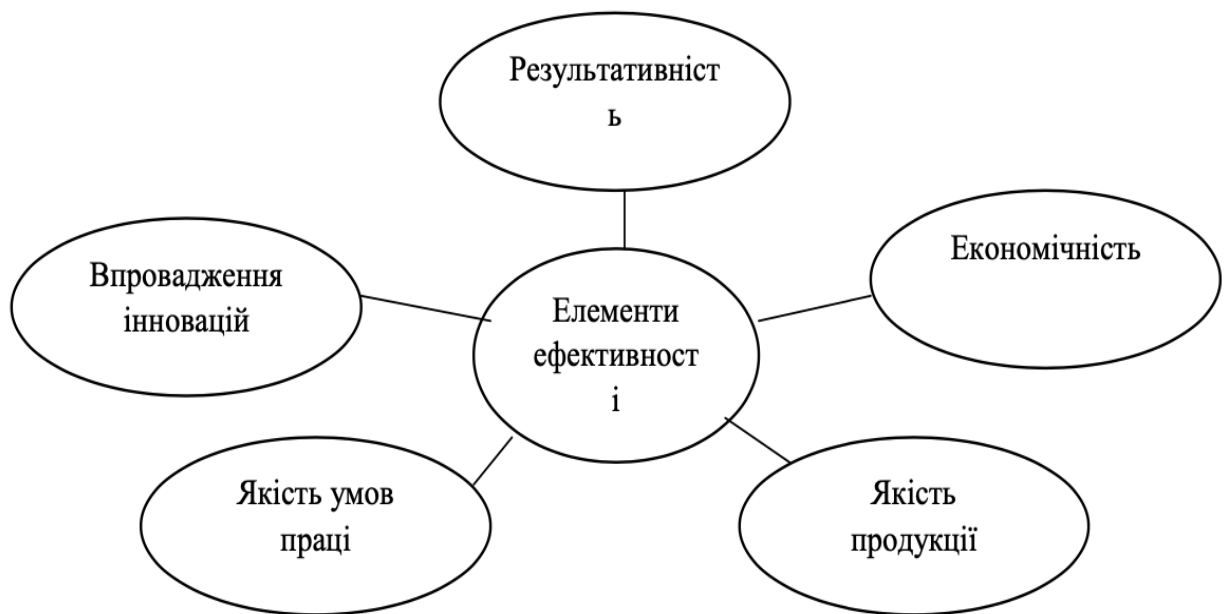 Результативніст
ь
Впровадження
інновацій
Елементи
ефективност
і
Економічність
Якість умов
праці
Якість
продукції